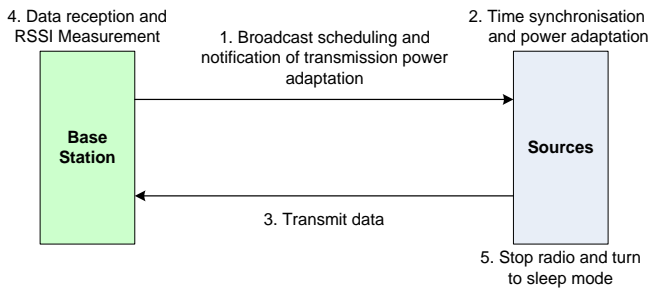 4. Data reception and
RSSI Measurement
1. Broadcast scheduling and
notification of transmission power
adaptation
2. Time synchronisation
and power adaptation
Base
Station
Sources
3. Transmit data
5. Stop radio and turn
to sleep mode